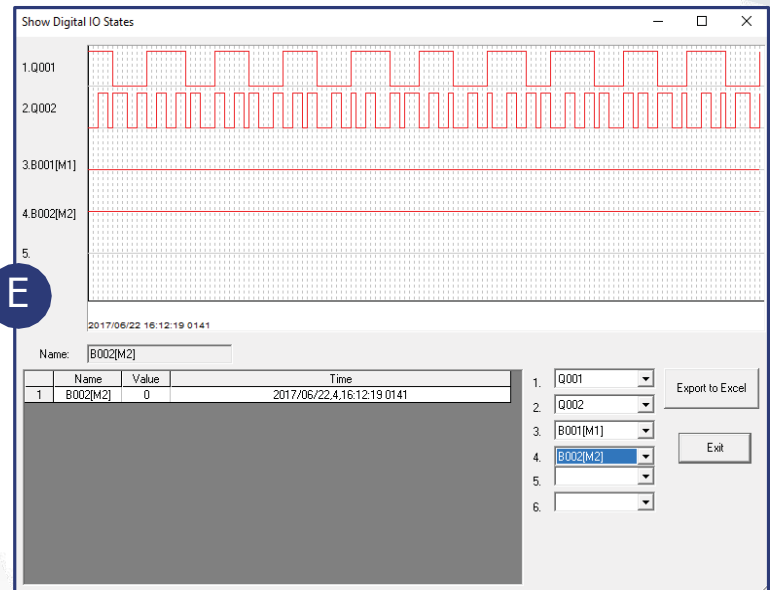 Show Digital IO States
1.Q001
2.Q002
3.B001[M1]
4.B002[M2]
5.
E
2017/06/22 16:12:19 0141
Name: B002[M2]
Name Value Time
1 B002[M2] 0 2017/06/22,4,16:12:19 0141
1. Q001
2. Q002
3. B001[M1]
4. B002[M2]
5.
6.
Export to Excel
Exit